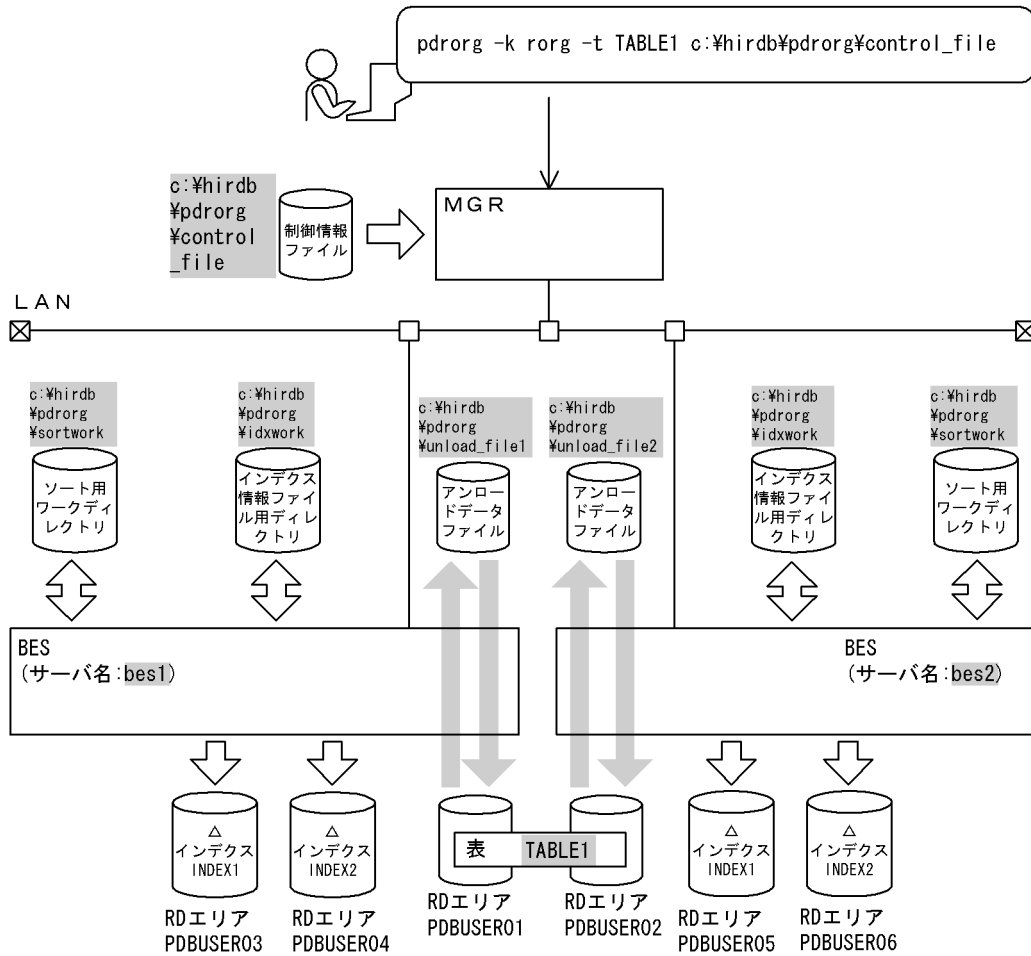 pdrorg -k rorg -t TABLE1 c:¥hirdb¥pdrorg¥control_file
c:¥hirdb
¥pdrorg
¥control
_file
制御情報
ファイル
ＭＧＲ
ＬＡＮ
c:¥hirdb
¥pdrorg
¥sortwork
ソート用
ワークディ
レクトリ
c:¥hirdb
¥pdrorg
¥idxwork
インデクス
情報ファイ
ル用ディレ
クトリ
c:¥hirdb
¥pdrorg
¥unload_file1
アンロー
ドデータ
ファイル
c:¥hirdb
¥pdrorg
¥unload_file2
アンロー
ドデータ
ファイル
c:¥hirdb
¥pdrorg
¥idxwork
インデクス
情報ファイ
ル用ディレ
クトリ
c:¥hirdb
¥pdrorg
¥sortwork
ソート用
ワークディ
レクトリ
BES
(サーバ名:bes1)
BES
(サーバ名:bes2)
△
インデクス
INDEX1
RDエリア
PDBUSER03
△
インデクス
INDEX2
RDエリア
PDBUSER04
表 TABLE1
RDエリア
PDBUSER01
RDエリア
PDBUSER02
△
インデクス
INDEX1
RDエリア
PDBUSER05
△
インデクス
INDEX2
RDエリア
PDBUSER06